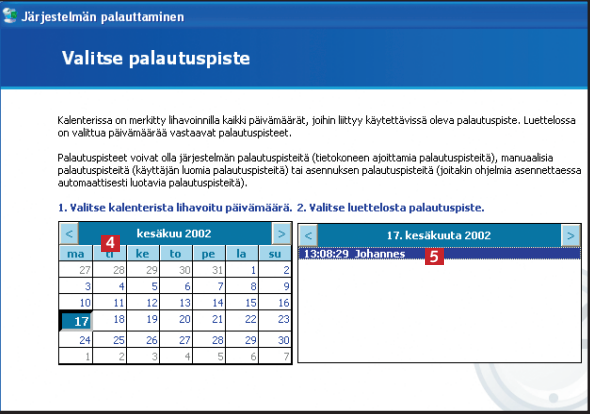 Järjestelmän palauttaminen
Valitse palautuspiste
Kalenterissa on merkitty lihavoinnilla kaikki päivämäärät, joihin liittyy käytettävissä oleva palautuspiste. Luettelossa
on valittua päivämäärää vastaavat palautuspisteet.
Palautuspisteet voivat olla järjestelmän palautuspisteitä (tietokoneen ajoittamia palautuspisteitä), manuaalisia
palautuspisteitä (käyttäjän luomia palautuspisteitä) tai asennuksen palautuspisteitä (joitakin ohjelmia asennettaessa
automaattisesti luotavia palautuspisteitä).
1. Valitse kalenterista lihavoitu päivämäärä. 2. Valitse luettelosta palautuspiste.
< kesäkuu 2002 >
4
ma ti ke to pe la su
27 28 29 30 31 1 2
3 4 5 6 7 8 9
10 11 12 13 14 15 16
17 18 19 20 21 22 23
24 25 26 27 28 29 30
1 2 3 4 5 6 7
< 17. kesäkuuta 2002 >
13:08:29 Johannes 5